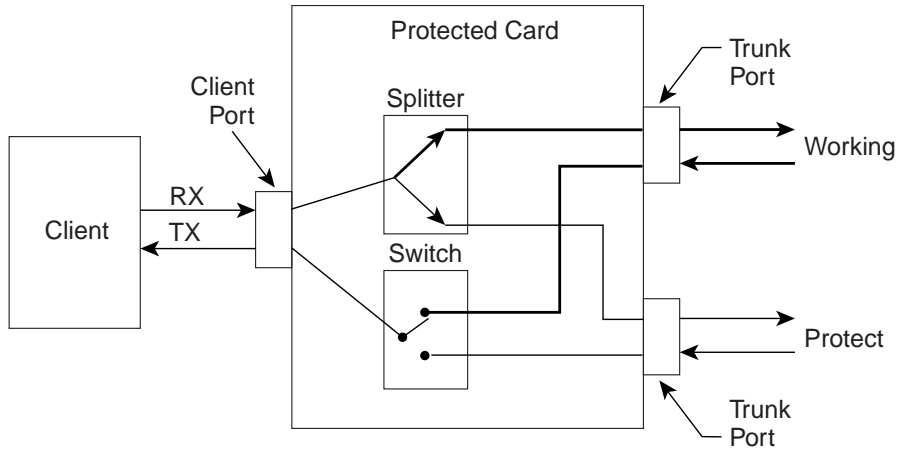 Protected Card
Trunk
Port
Client
Port
Splitter
Working
RX
Client
TX
Switch
Protect
Trunk
Port